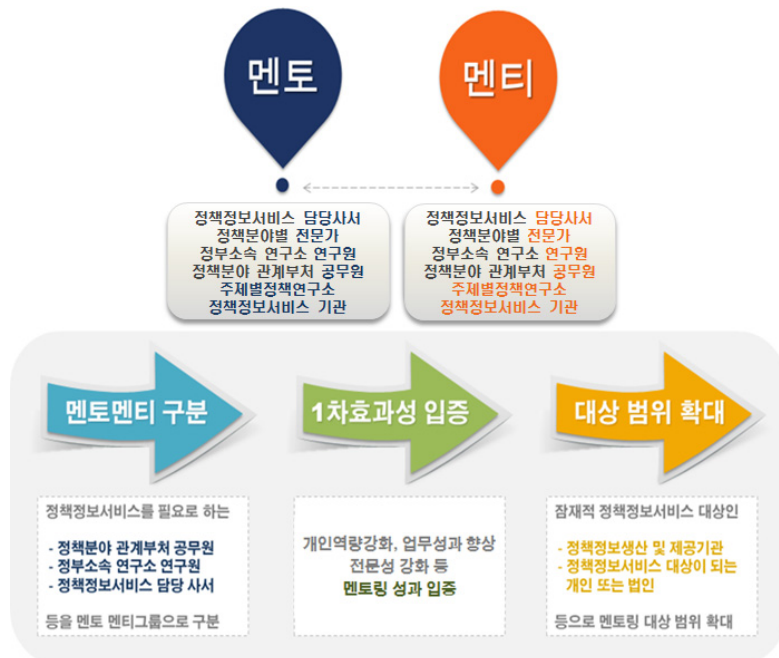 멘토
멘티
정책정보서비스 담당사서
정책분야별 전문가
정부소속 연구소 연구원
정책분야 관계부처 공무원
주제별정책연구소
정책정보서비스 기관
정책정보서비스 담당사서
정책분야별 전문가
정부소속 연구소 연구원
정책분야 관계부처 공무원
주제별정책연구소
정책정보서비스 기관
멘토멘티 구분
정책정보서비스를 필요로 하는
- 정책분야 관계부처 공무원
- 정부소속 연구소 연구원
- 정책정보서비스 담당 사서
등을 멘토 멘티그룹으로 구분
1차효과성 입증
개인역량강화, 업무성과 향상
전문성 강화 등
멘토링 성과 입증
대상 범위 확대
잠재적 정책정보서비스 대상인
- 정책정보생산 및 제공기관
- 정책정보서비스 대상이 되는
개인 또는 법인
등으로 멘토링 대상 범위 확대